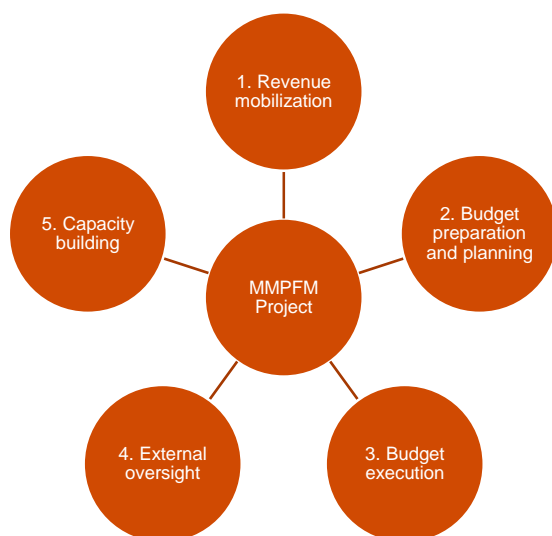 1. Revenue
mobilization
2. Budget
preparation
and planning
3. Budget
execution
4. External
oversight
5. Capacity
building
MMPFM
Project